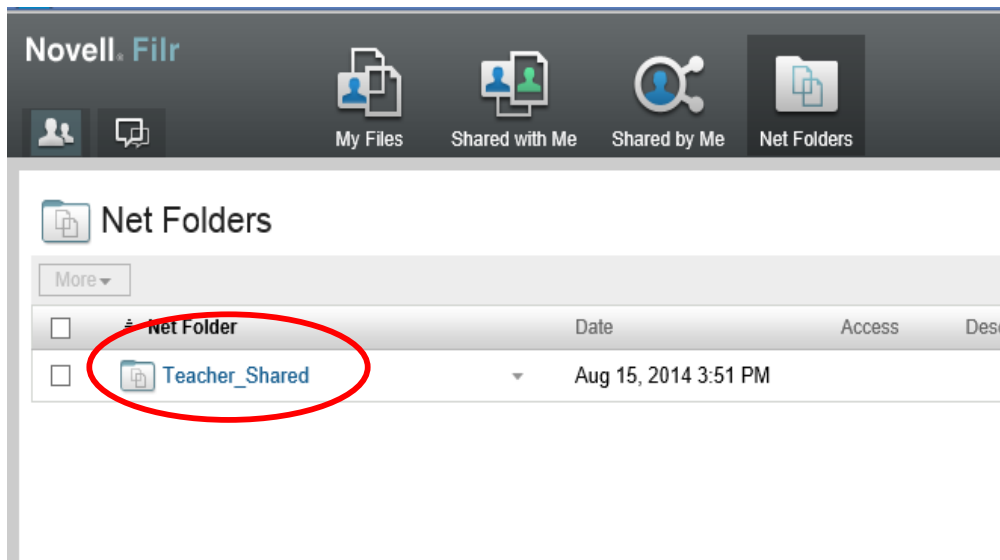 Novell® Filr
My Files
Shared with Me
Shared by Me
Net Folders
Net Folders
More
Net Folder Date Access
Teacher_Shared Aug 15, 2014 3:51 PM